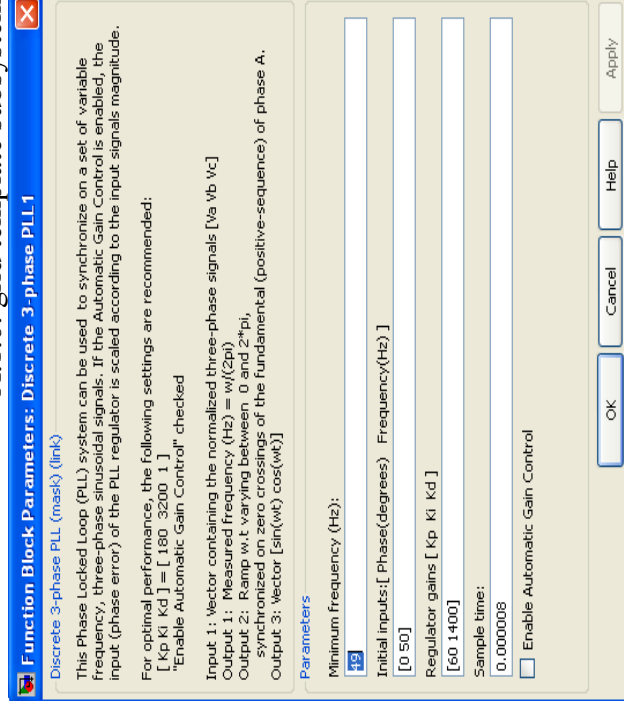 Function Block Parameters: Discrete 3-phase PLL1
Discrete 3-phase PLL (mask) (link)
This Phase Locked Loop (PLL) system can be used to synchronize on a set of variable
frequency, three-phase sinusoidal signals. If the Automatic Gain Control is enabled, the
input (phase error) of the PLL regulator is scaled according to the input signals magnitude.
For optimal performance, the following settings are recommended:
[ Kp Ki Kd ] = [ 180 3200 1 ]
"Enable Automatic Gain Control" checked
Input 1: Vector containing the normalized three-phase signals [Va Vb Vc]
Output 1: Measured frequency (Hz) = w/(2pi)
Output 2: Ramp w.t varying between 0 and 2*pi,
synchronized on zero crossings of the fundamental (positive-sequence) of phase A.
Output 3: Vector [sin(wt) cos(wt)]
Parameters
Minimum frequency (Hz):
49
Initial inputs:[ Phase(degrees) Frequency(Hz) ]
[0 50]
Regulator gains [ Kp Ki Kd ]
[60 1400]
Sample time:
0.000008
Enable Automatic Gain Control
OK
Cancel
Help
Apply